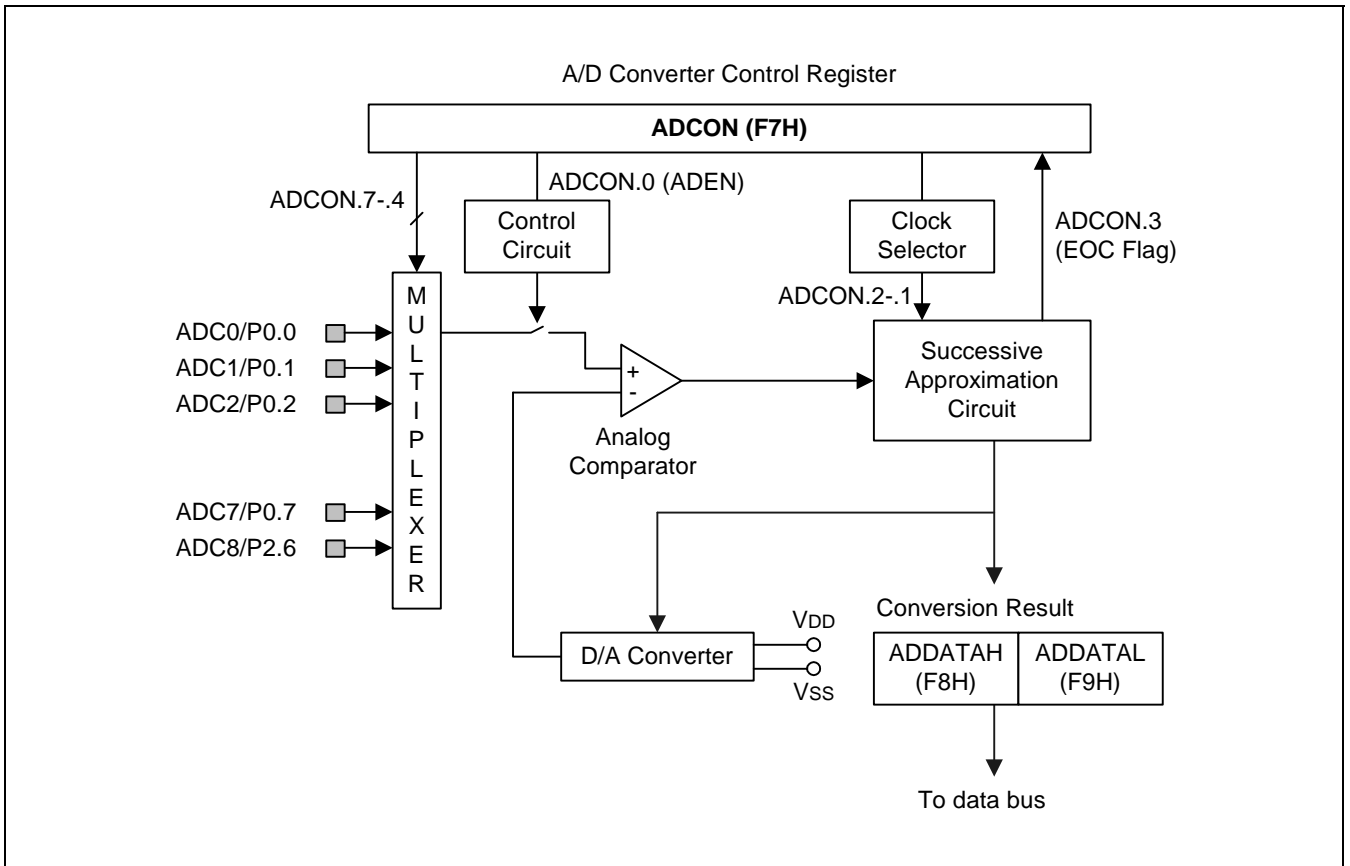 A/D Converter Control Register
ADCON (F7H)
ADCON.7-.4
ADCON.0 (ADEN)
Control
Circuit
Clock
Selector
ADCON.3
(EOC Flag)
ADCON.2-.1
MULTIPLEXER
ADC0/P0.0
ADC1/P0.1
ADC2/P0.2
ADC7/P0.7
ADC8/P2.6
+
-
Analog
Comparator
Successive
Approximation
Circuit
D/A Converter
VDD
VSS
Conversion Result
ADDATAH
(F8H)
ADDATAL
(F9H)
To data bus